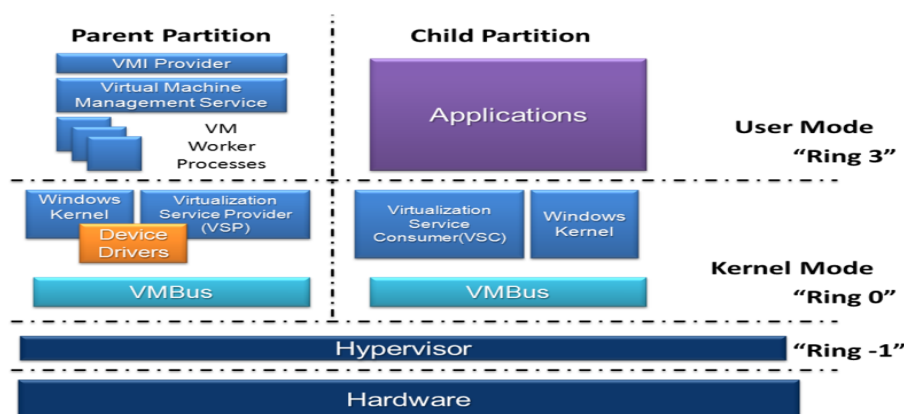 Parent Partition
Child Partition
VMI Provider
Virtual Machine
Management Service
VM
Worker
Processes
Applications
User Mode
“Ring 3”
Windows
Kernel
Virtualization
Service Provider
(VSP)
Device
Drivers
VMBus
Virtualization
Service
Consumer(VSC)
Windows
Kernel
VMBus
Kernel Mode
“Ring 0”
Hypervisor
“Ring -1”
Hardware